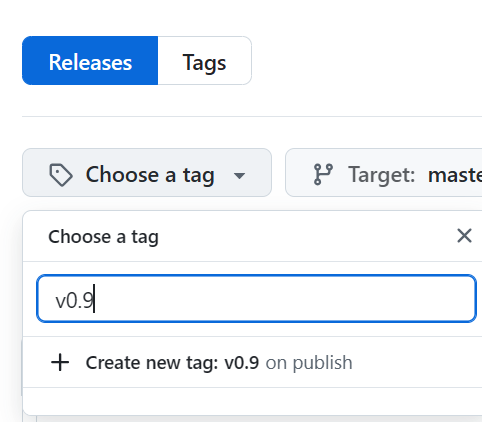 Releases Tags
Choose a tag Target: maste
Choose a tag
v0.9
Create new tag: v0.9 on publish